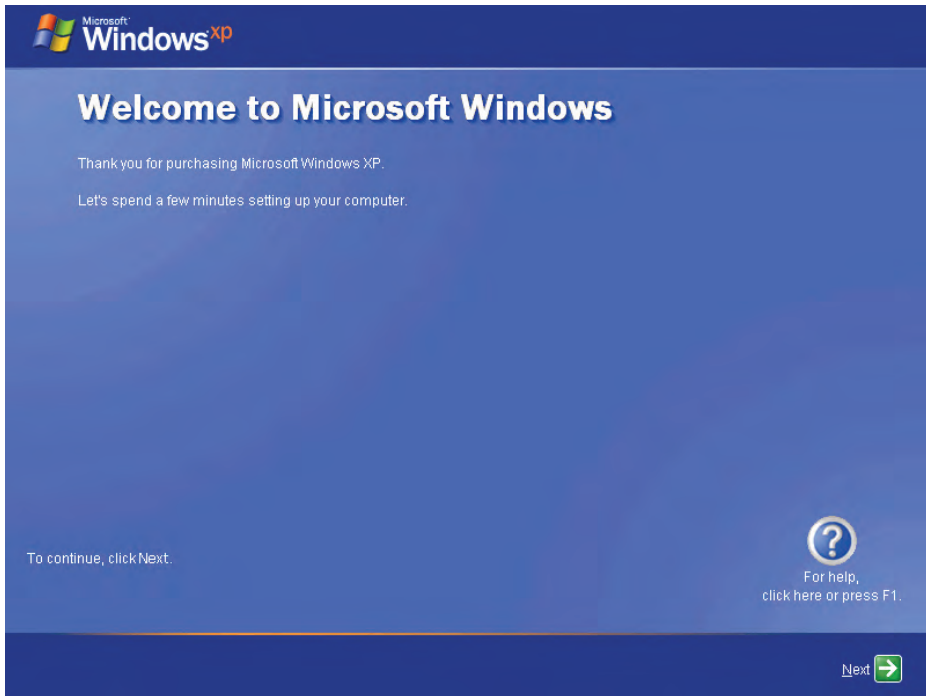 Microsoft
Windows xp
Welcome to Microsoft Windows
Thank you for purchasing Microsoft Windows XP.
Let's spend a few minutes setting up your computer.
To continue, click Next.
?
For help,
click here or press F1.
Next